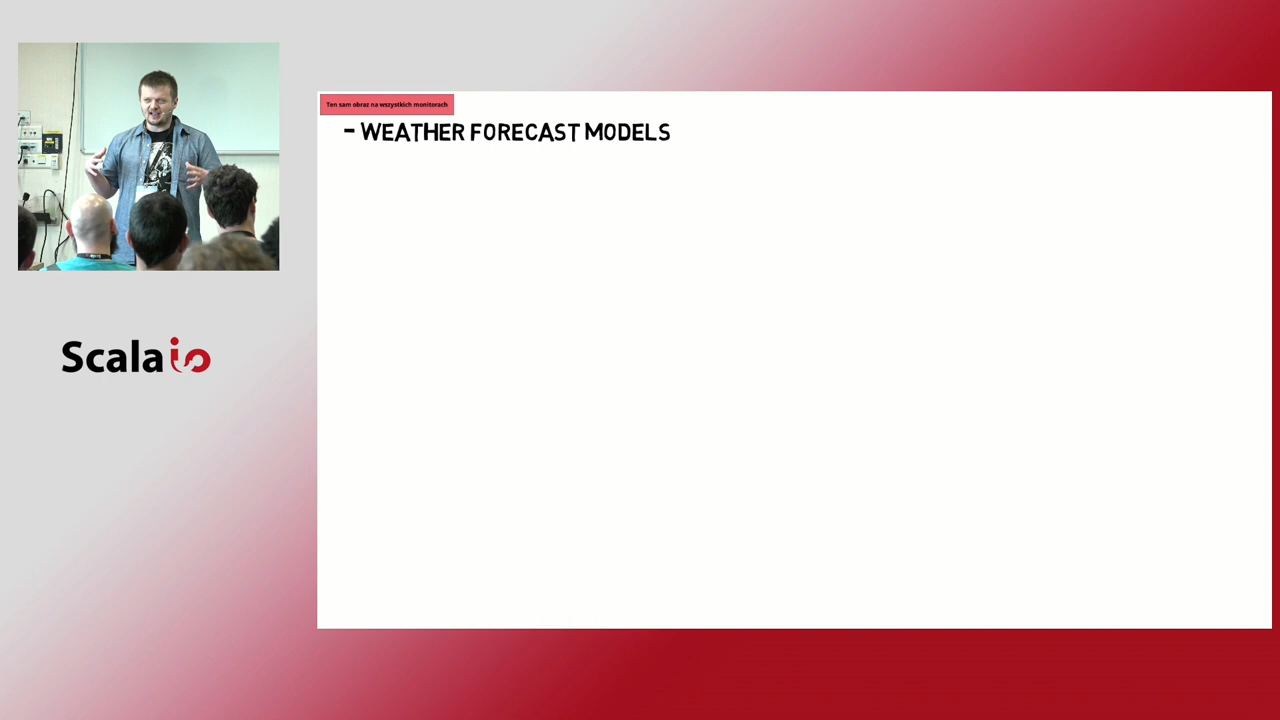 Ten sam obraz na wszystkich monitorach
- WEATHER FORECAST MODELS
Scala io